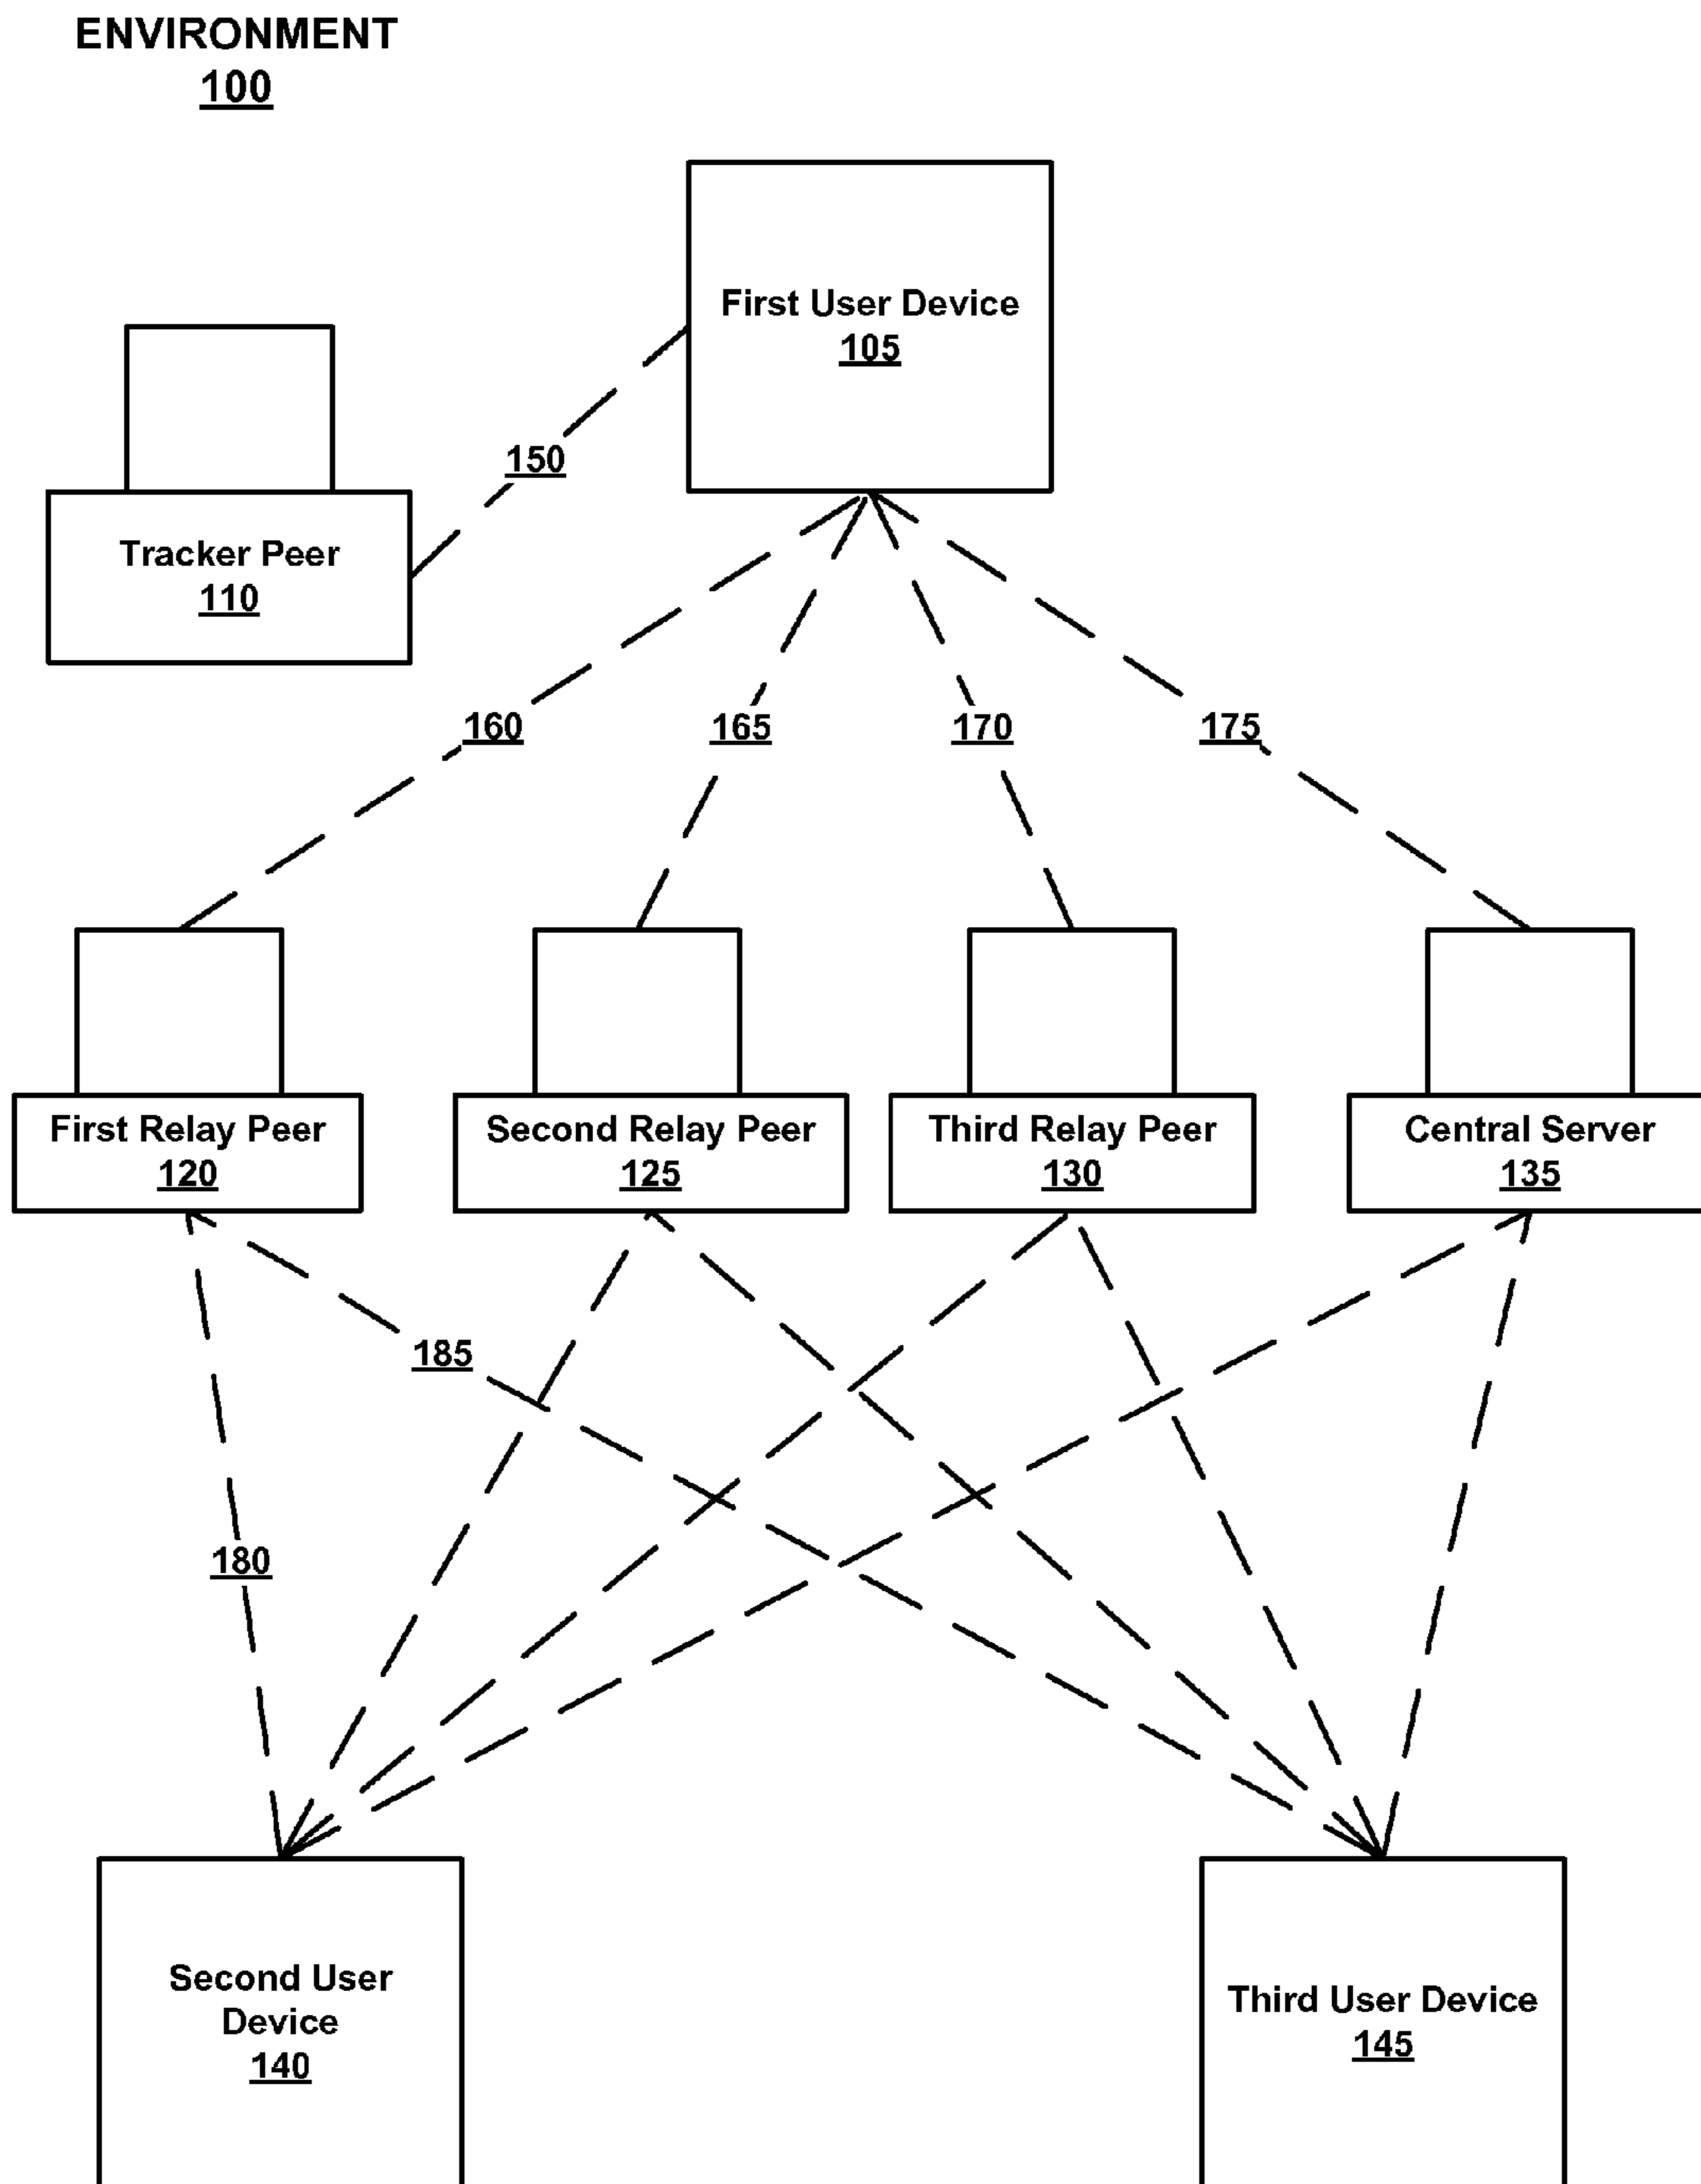 ENVIRONMENT
100
First User Device
105
150
Tracker Peer
110
160
165
170
175
First Relay Peer
120
Second Relay Peer
125
Third Relay Peer
130
Central Server
135
185
180
Second User
Device
140
Third User Device
145